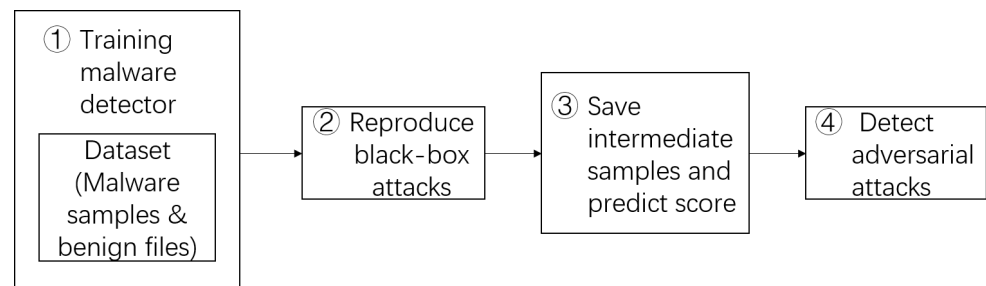 ① Training
malware
detector
Dataset
(Malware
samples &
benign files)
② Reproduce
black-box
attacks
③ Save
intermediate
samples and
predict score
④ Detect
adversarial
attacks